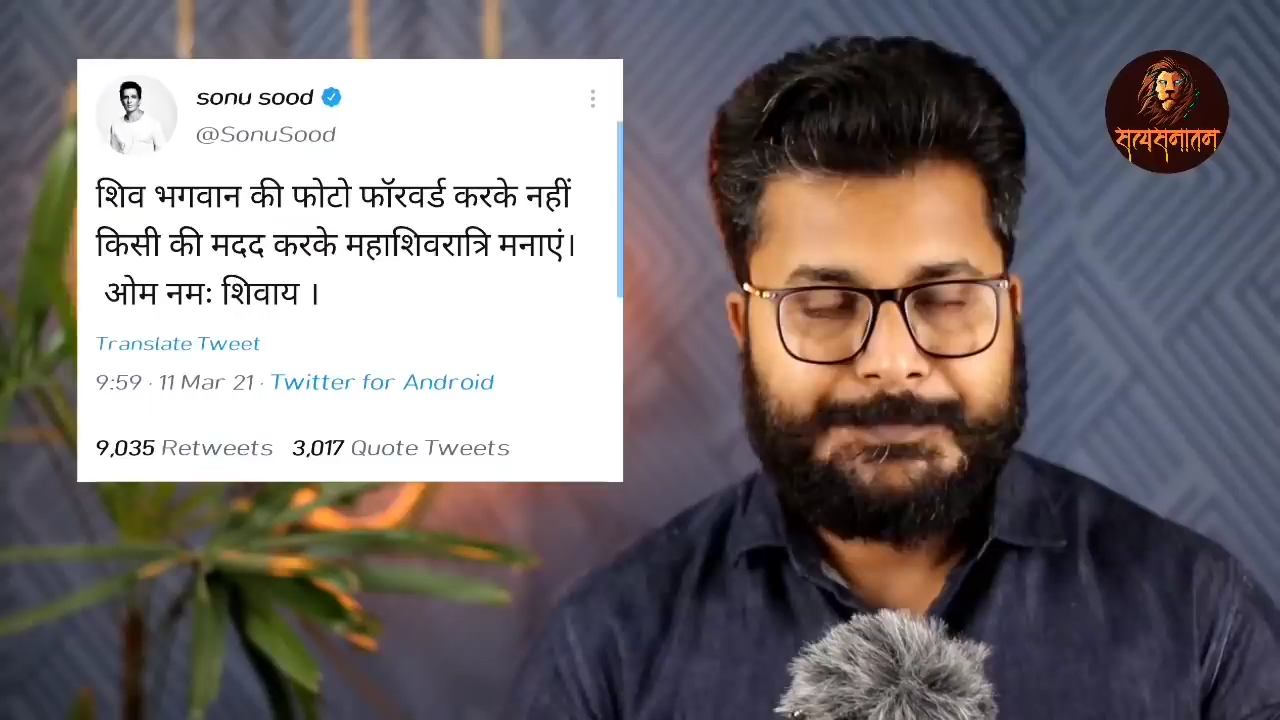 sonu sood
@SonuSood
शिव भगवान की फोटो फॉरवर्ड करके नहीं
किसी की मदद करके महाशिवरात्रि मनाएं।
ओम नमः शिवाय ।
Translate Tweet
9:59 · 11 Mar 21 · Twitter for Android
9,035 Retweets 3,017 Quote Tweets
सत्यसनातन